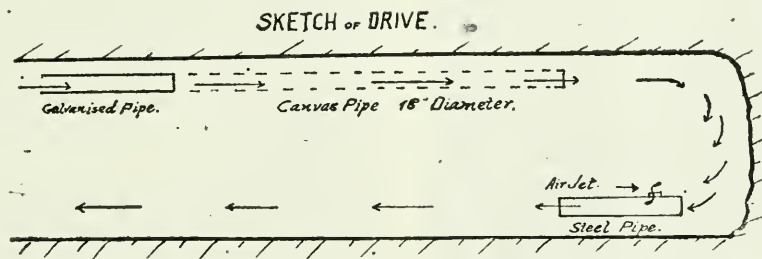 SKETCH OF DRIVE.
Galvanised Pipe.
Canvas Pipe 18" Diameter.
Air Jet.
Steel Pipe.